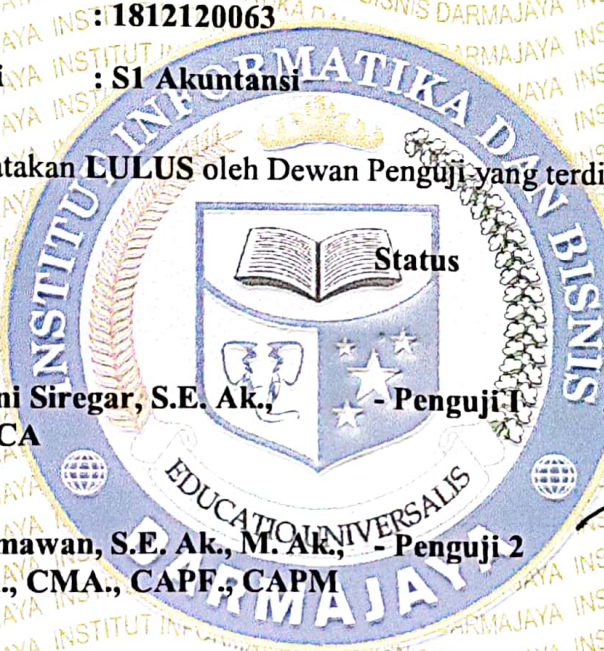 : 1812120063
i : S1 Akuntansi
atakan LULUS oleh Dewan Penguji yang terdi
Status
ni Siregar, S.E. Ak., - Penguji 1
CA
mawan, S.E. Ak., M. Ak., - Penguji 2
., CMA., CAPF., CAPM
INSTITUT INFORMATIKA DAN BISNIS
EDUCATIO UNIVERSALIS
DARMAJAYA